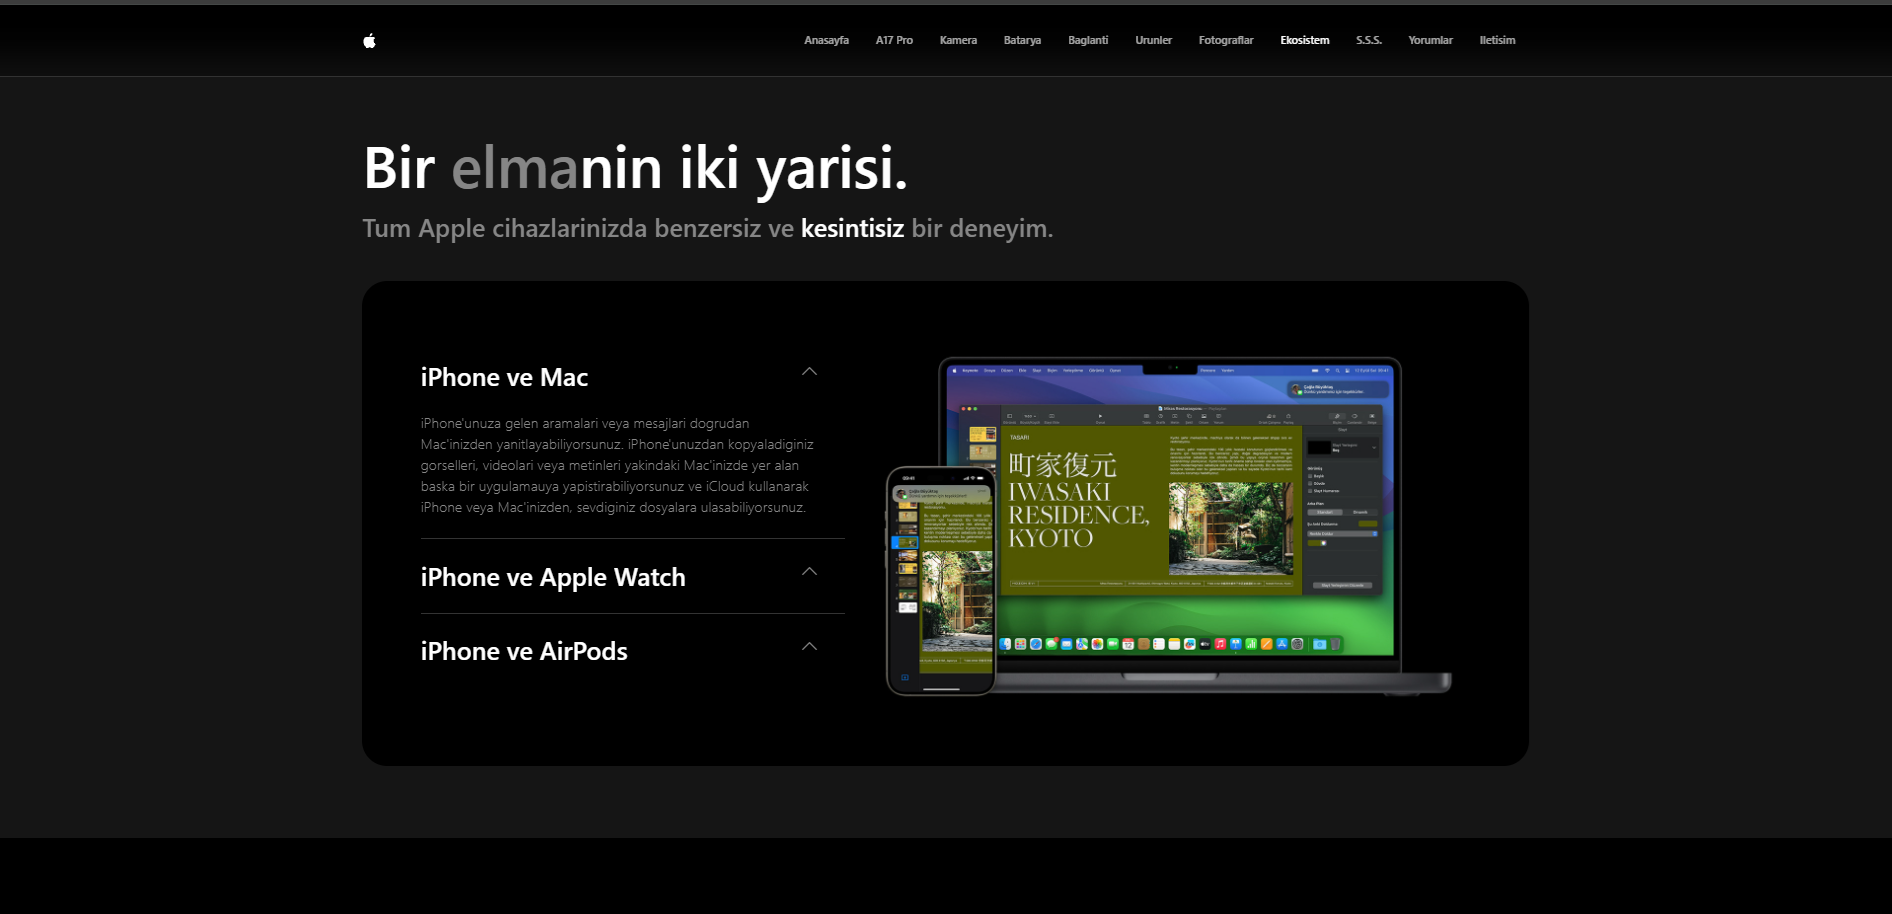 Anasayfa A17 Pro Kamera Batarya Baglanti Urunler Fotograflar Ekosistem S.S.S. Yorumlar Iletisim
Bir elmanin iki yarisi.
Tum Apple cihazlarinizda benzersiz ve kesintisiz bir deneyim.
iPhone ve Mac
iPhone'unuza gelen aramalari veya mesajlari dogrudan
Mac'inizden yanitlayabiliyorsunuz. iPhone'unuzdan kopyaladiginiz
gorselleri, videolari veya metinleri yakindaki Mac'inizde yer alan
baska bir uygulamauya yapistirabiliyorsunuz ve iCloud kullanarak
iPhone veya Mac'inizden, sevdiginiz dosyalara ulasabiliyorsunuz.
iPhone ve Apple Watch
iPhone ve AirPods
TASARI
町家復元
IWASAKI
RESIDENCE,
KYOTO
09:41